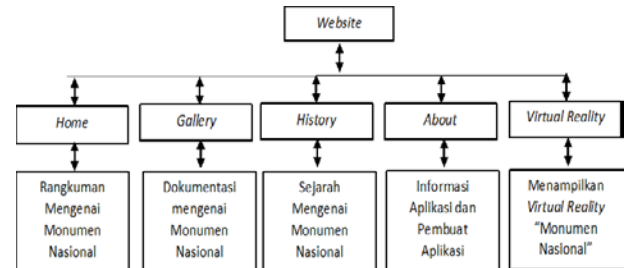 Website
Home
Gallery
History
About
Virtual Reality
Rangkuman
Mengenai
Monumen
Nasional
Dokumentasi
mengenai
Monumen
Nasional
Sejarah
Mengenai
Monumen
Nasional
Informasi
Aplikasi dan
Pembuat
Aplikasi
Menampilkan
Virtual Reality
"Monumen
Nasional"